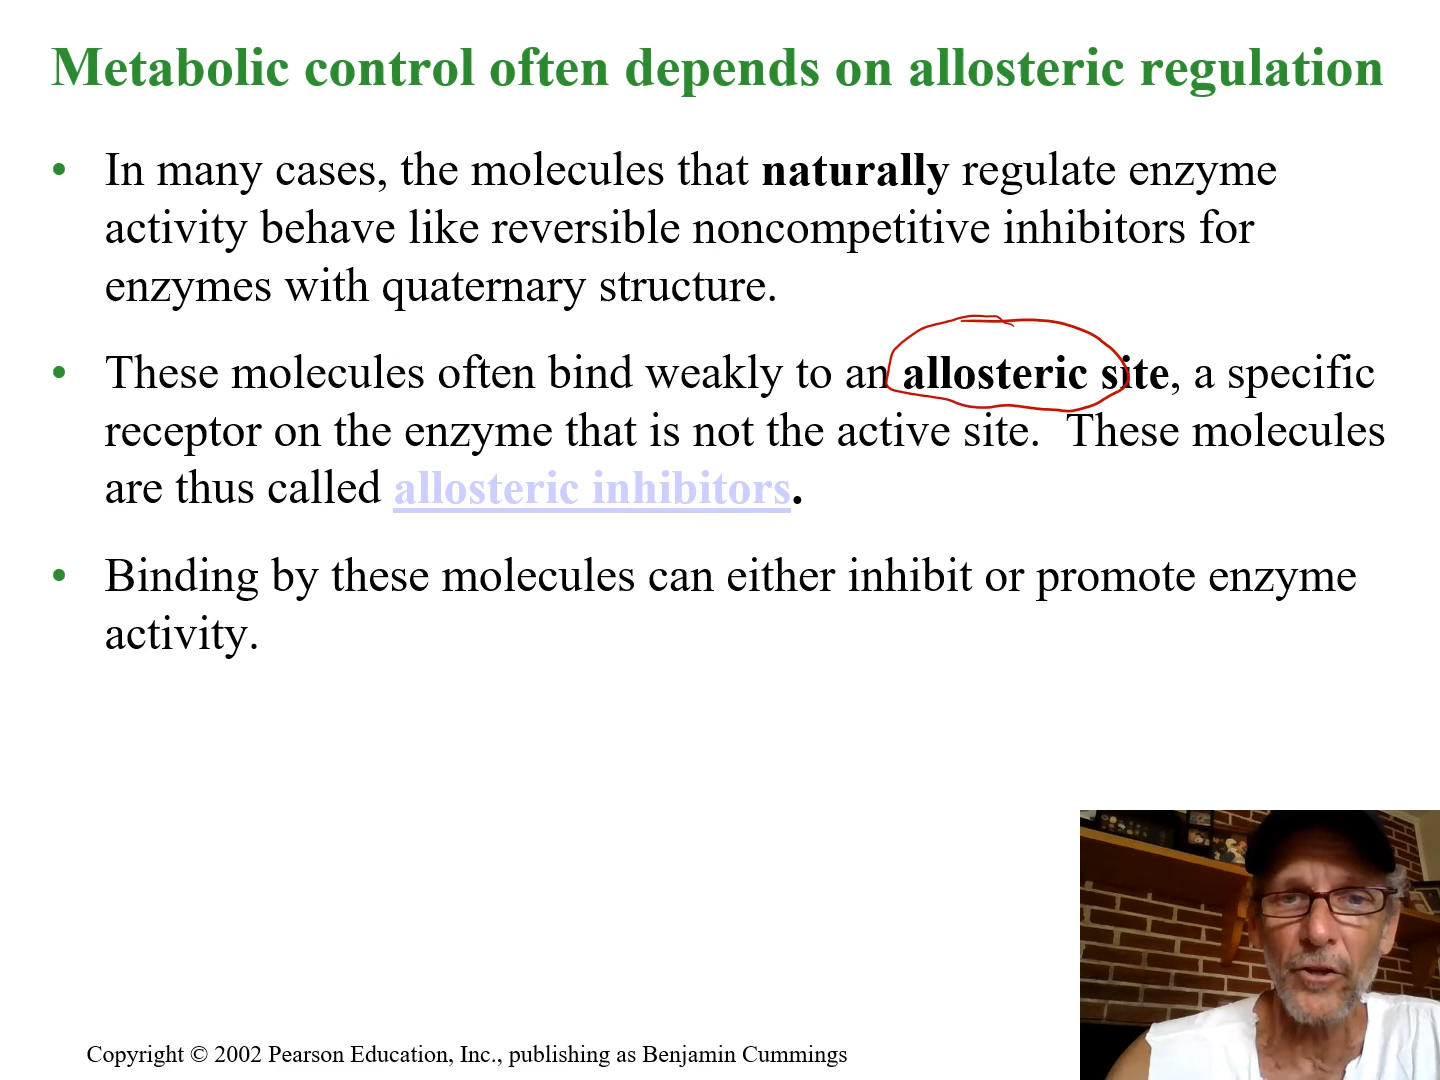 Metabolic control often depends on allosteric regulation
• In many cases, the molecules that naturally regulate enzyme
activity behave like reversible noncompetitive inhibitors for
enzymes with quaternary structure.
• These molecules often bind weakly to an allosteric site, a specific
receptor on the enzyme that is not the active site.  These molecules
are thus called allosteric inhibitors.
• Binding by these molecules can either inhibit or promote enzyme
activity.
Copyright © 2002 Pearson Education, Inc., publishing as Benjamin Cummings